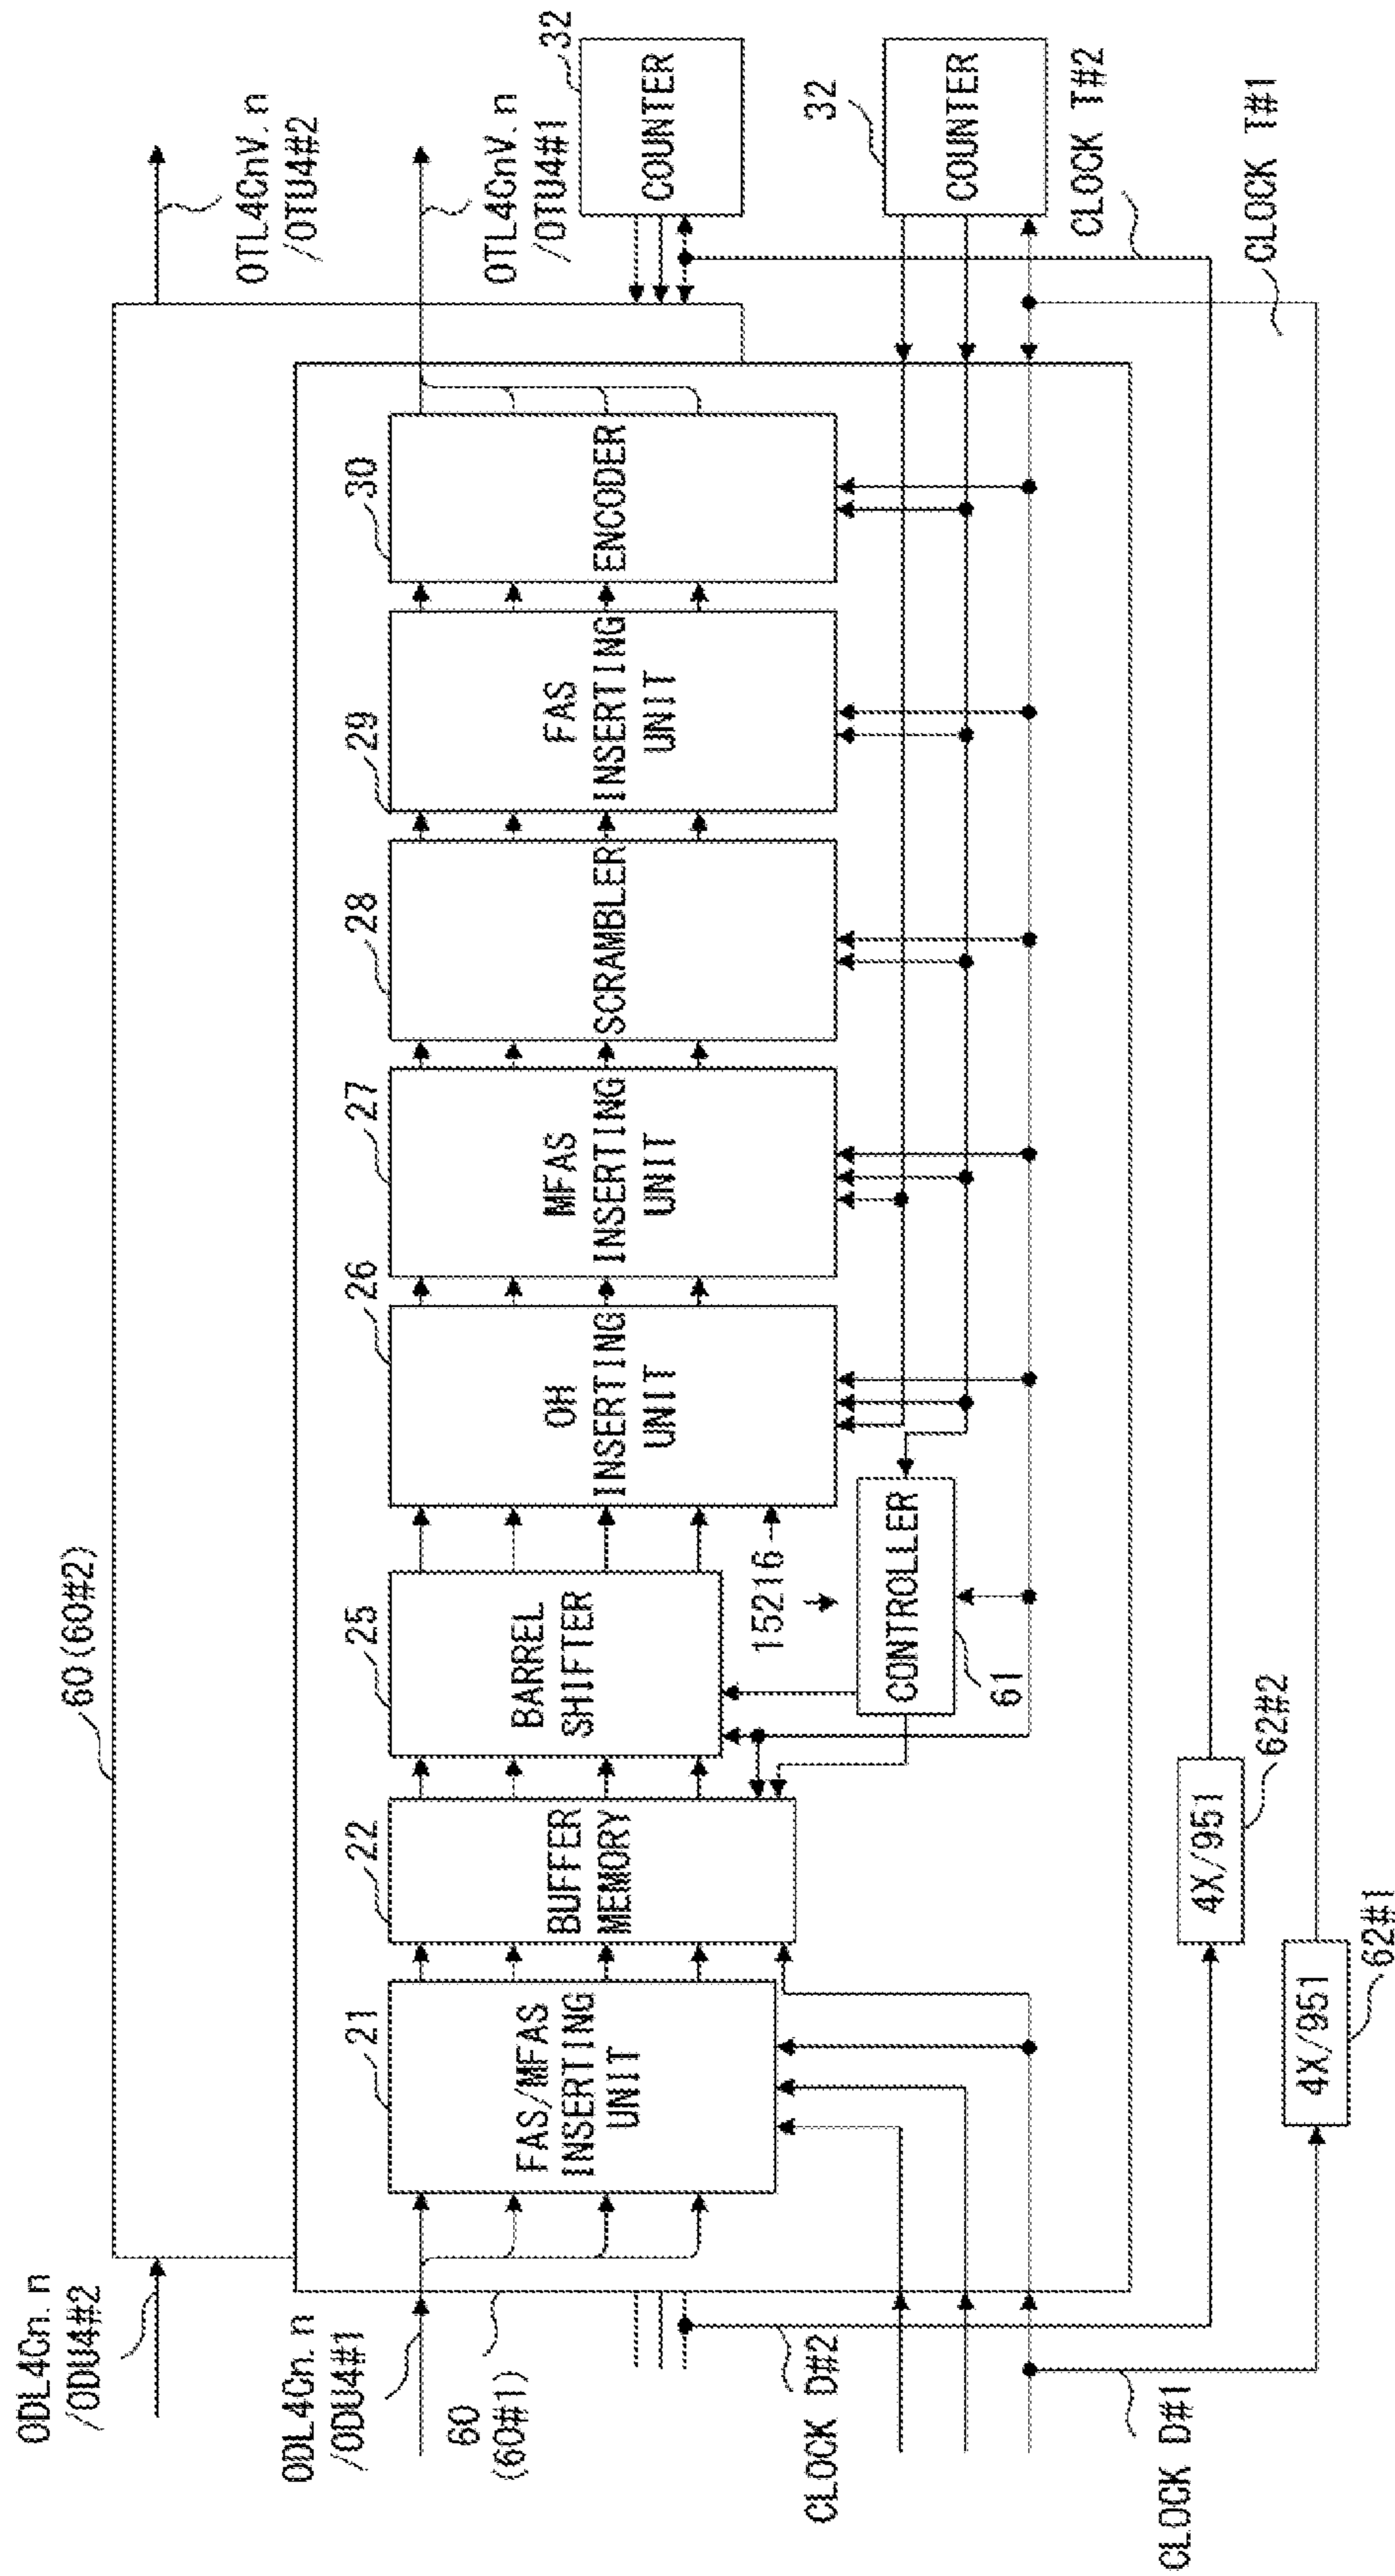 60(60#2)
ODL4Cn.n
/ODU4#2
OTL4CnV.n
/OTU4#2
ODL4Cn.n
/ODU4#1
OTL4CnV.n
/OTU4#1
60
(60#1)
21
FAS/MFAS
INSERTING
UNIT
22
BUFFER
MEMORY
25
BARREL
SHIFTER
26
OH
INSERTING
UNIT
27
MFAS
INSERTING
UNIT
28
SCRAMBLER
29
FAS
INSERTING
UNIT
30
ENCODER
32
COUNTER
32
COUNTER
15216
CONTROLLER
61
CLOCK D#2
CLOCK D#1
4X/951
62#2
4X/951
62#1
CLOCK T#2
CLOCK T#1